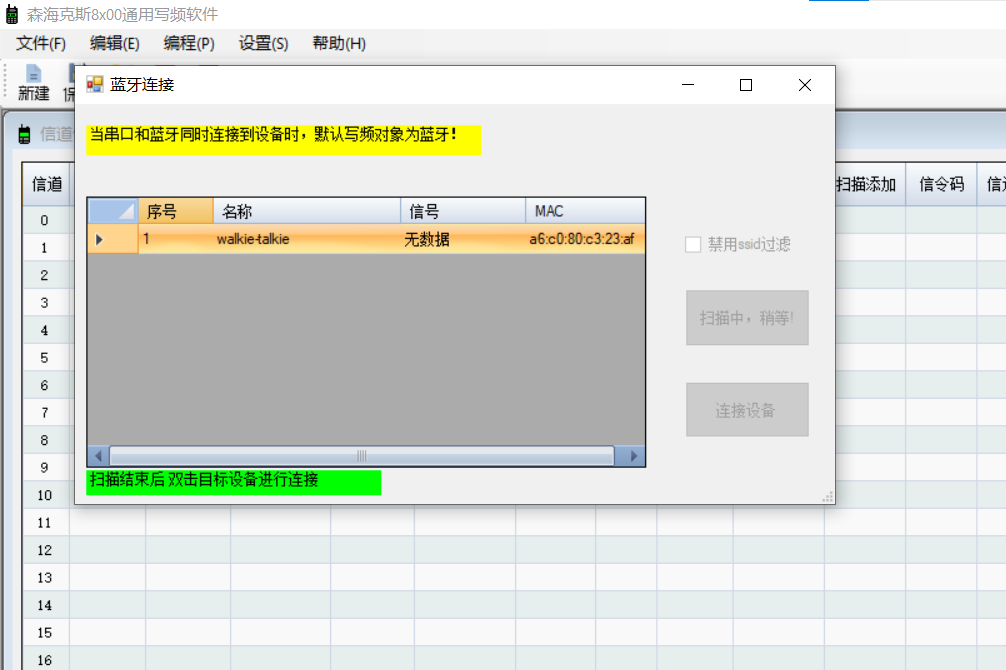 森海克斯8x00通用写频软件
文件(F) 编辑(E) 编程(P) 设置(S) 帮助(H)
新建
蓝牙连接
信道
当串口和蓝牙同时连接到设备时，默认写频对象为蓝牙！
信道 扫描添加 信令码
序号 名称 信号 MAC
1 walkie-talkie 无数据 a6:c0:80:c3:23:af
禁用ssid过滤
扫描中，稍等!
连接设备
扫描结束后 双击目标设备进行连接
0
1
2
3
4
5
6
7
8
9
10
11
12
13
14
15
16